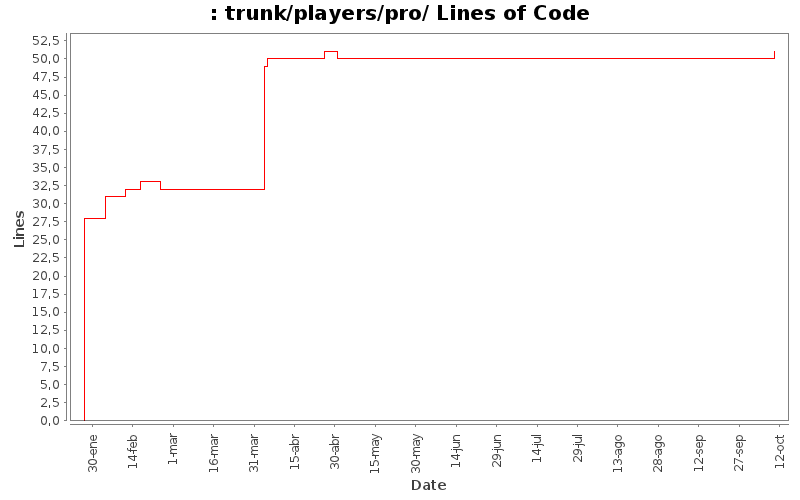 : trunk/players/pro/ Lines of Code
52,5
50,0
47,5
45,0
42,5
40,0
37,5
35,0
32,5
30,0
27,5
25,0
22,5
20,0
17,5
15,0
12,5
10,0
7,5
5,0
2,5
0,0
Lines
30-ene
14-feb
1-mar
16-mar
31-mar
15-abr
30-abr
15-may
30-may
14-jun
29-jun
14-jul
29-jul
13-ago
28-ago
12-sep
27-sep
12-oct
Date